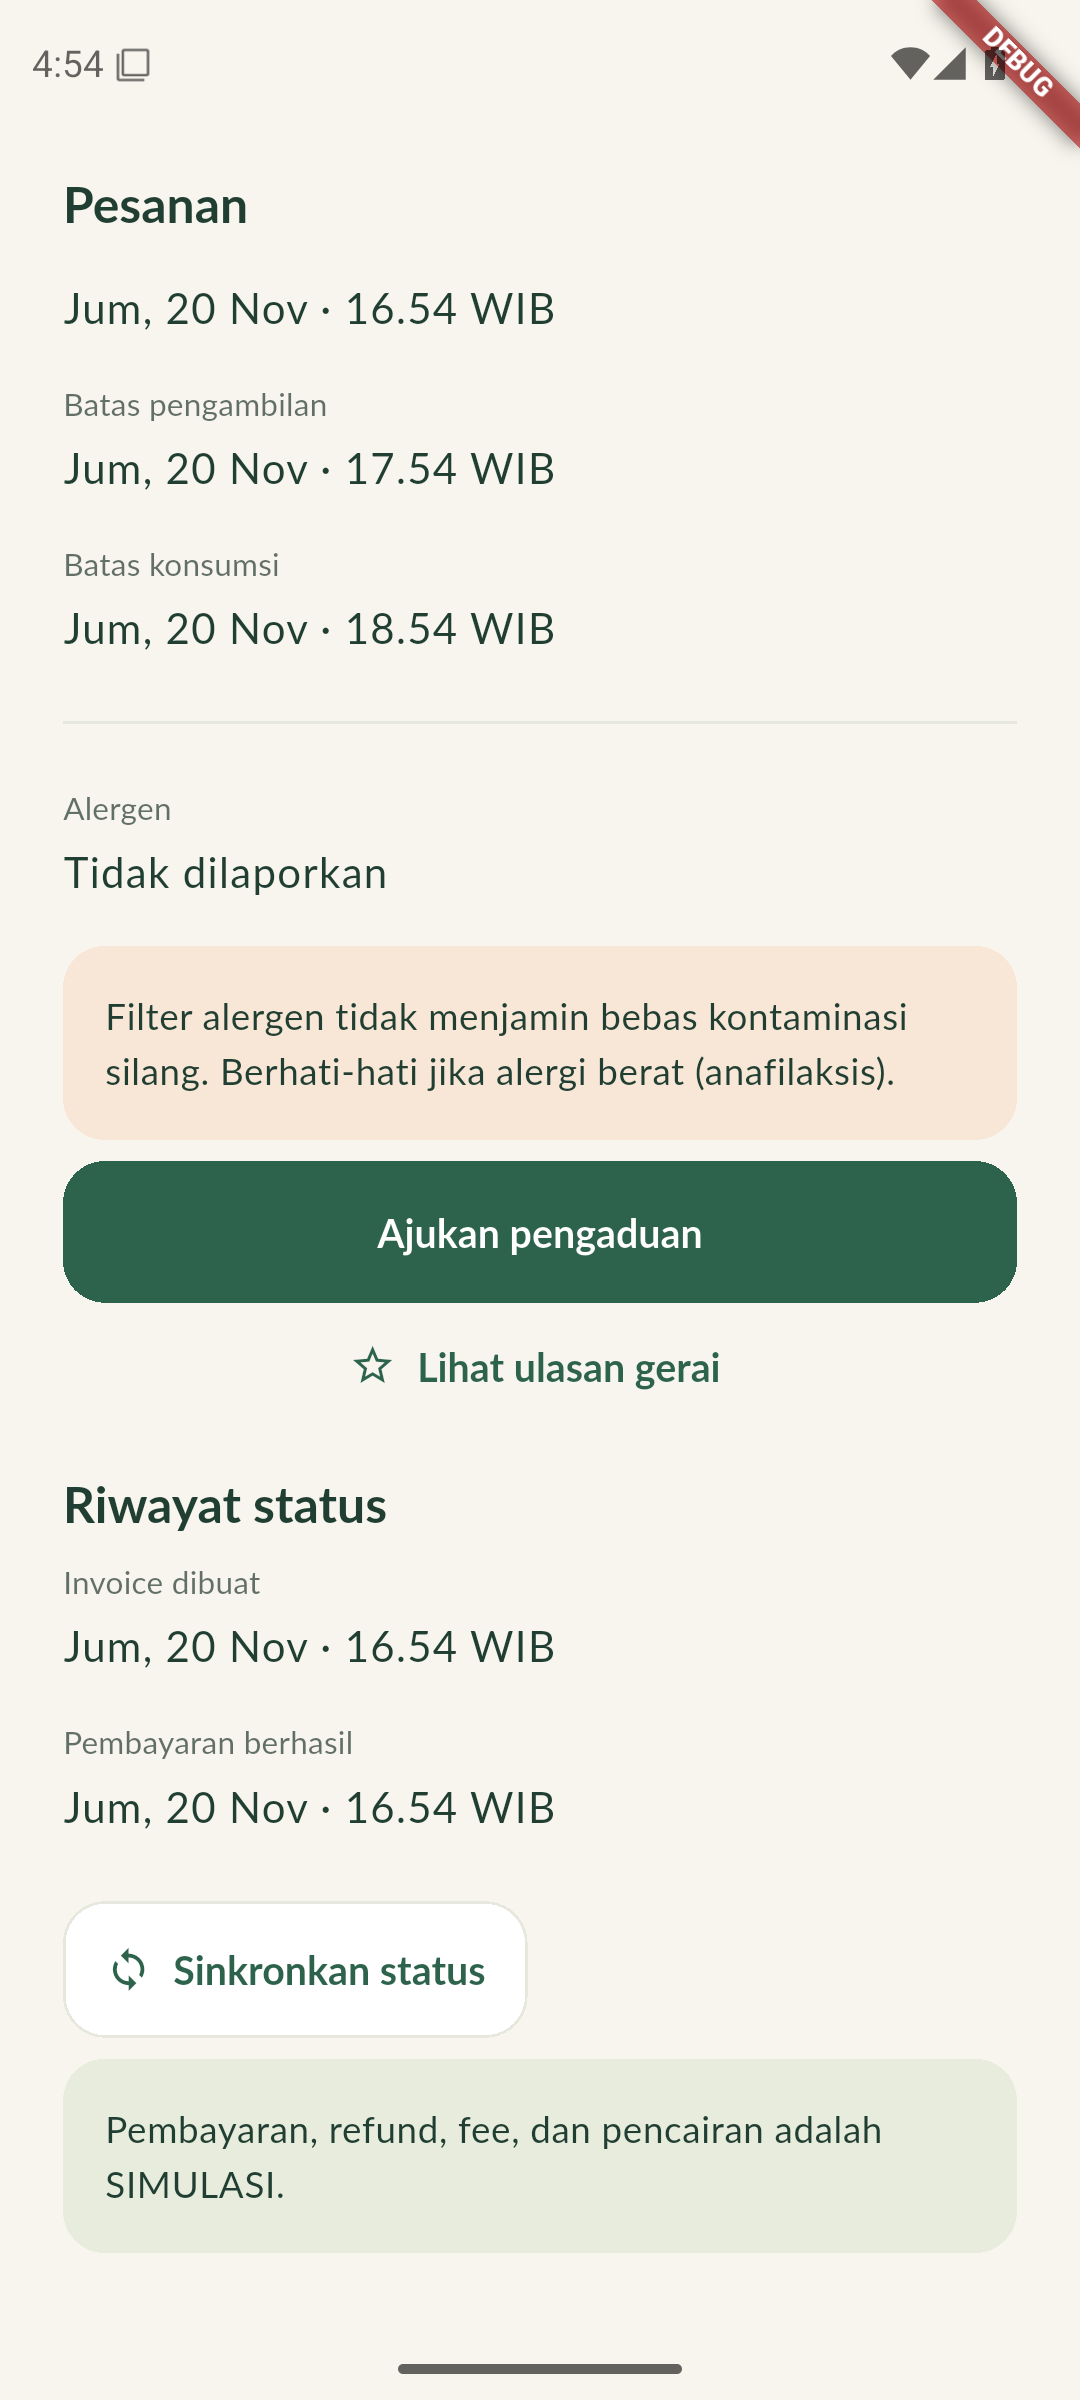 4:54
DEBUG
Pesanan
Jum, 20 Nov · 16.54 WIB
Batas pengambilan
Jum, 20 Nov · 17.54 WIB
Batas konsumsi
Jum, 20 Nov · 18.54 WIB
Alergen
Tidak dilaporkan
Filter alergen tidak menjamin bebas kontaminasi
silang. Berhati-hati jika alergi berat (anafilaksis).
Ajukan pengaduan
Lihat ulasan gerai
Riwayat status
Invoice dibuat
Jum, 20 Nov · 16.54 WIB
Pembayaran berhasil
Jum, 20 Nov · 16.54 WIB
Sinkronkan status
Pembayaran, refund, fee, dan pencairan adalah
SIMULASI.